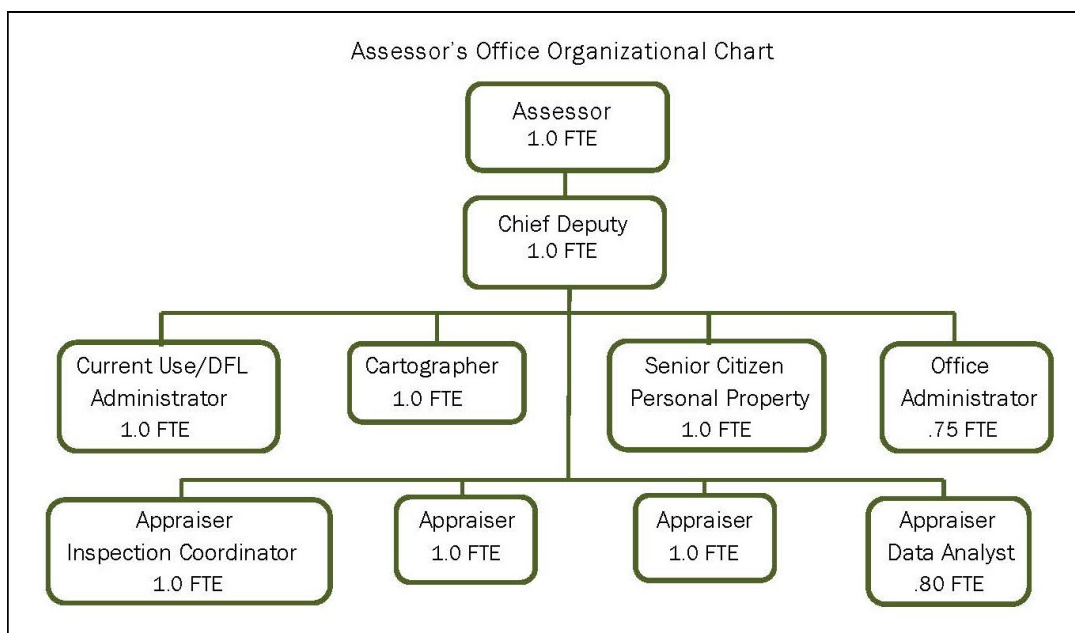 Assessor's Office Organizational Chart
Assessor
1.0 FTE
Chief Deputy
1.0 FTE
Current Use/DFL
Administrator
1.0 FTE
Cartographer
1.0 FTE
Senior Citizen
Personal Property
1.0 FTE
Office
Administrator
.75 FTE
Appraiser
Inspection Coordinator
1.0 FTE
Appraiser
1.0 FTE
Appraiser
1.0 FTE
Appraiser
Data Analyst
.80 FTE